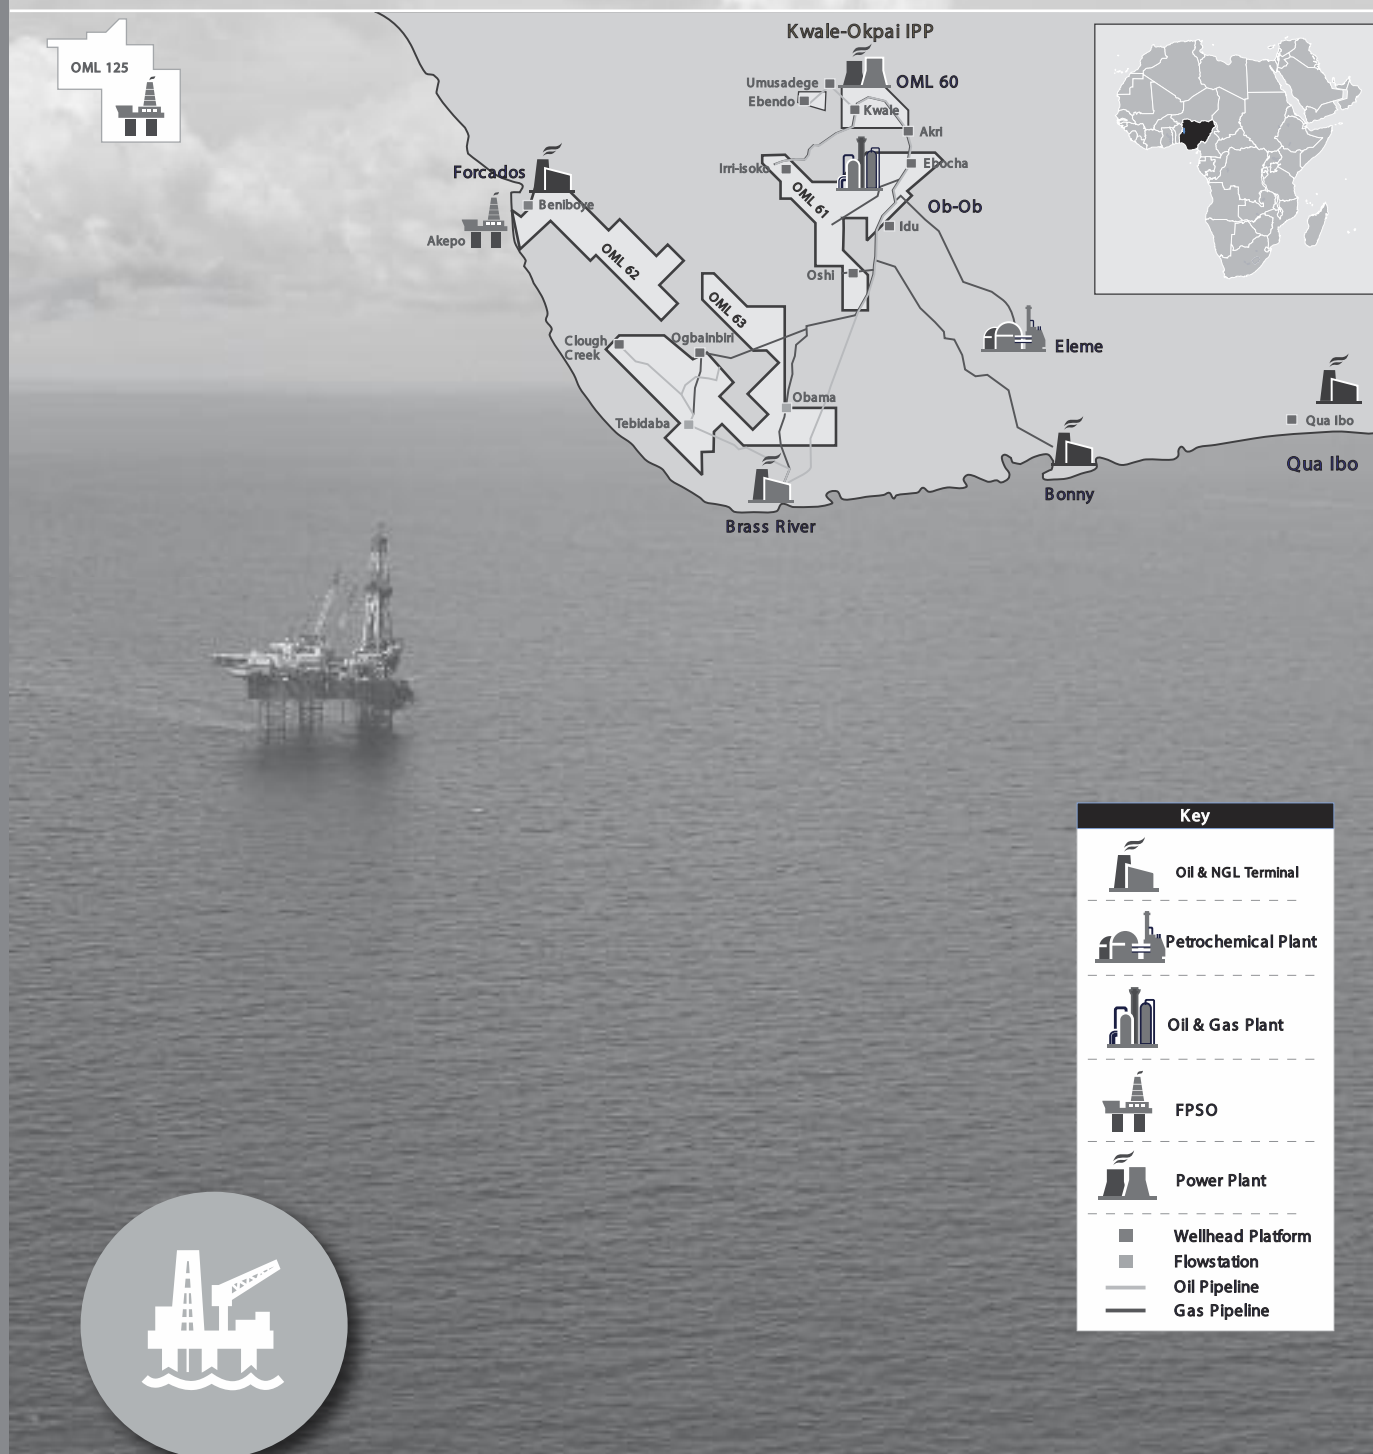 Kwale-Okpai IPP
OML 125
Umusadege
OML 60
Ebendo
Kwale
Akri
Forcados
Irri-isoku
Ebocha
Beniboye
OML 61
Ob-Ob
Akepo
Idu
OML 62
Oshi
OML 63
Clough
Creek
Ogbainbiri
Eleme
Obama
Tebidaba
Qua Ibo
Qua Ibo
Bonny
Brass River
Key
Oil & NGL Terminal
Petrochemical Plant
Oil & Gas Plant
FPSO
Power Plant
Wellhead Platform
Flowstation
Oil Pipeline
Gas Pipeline